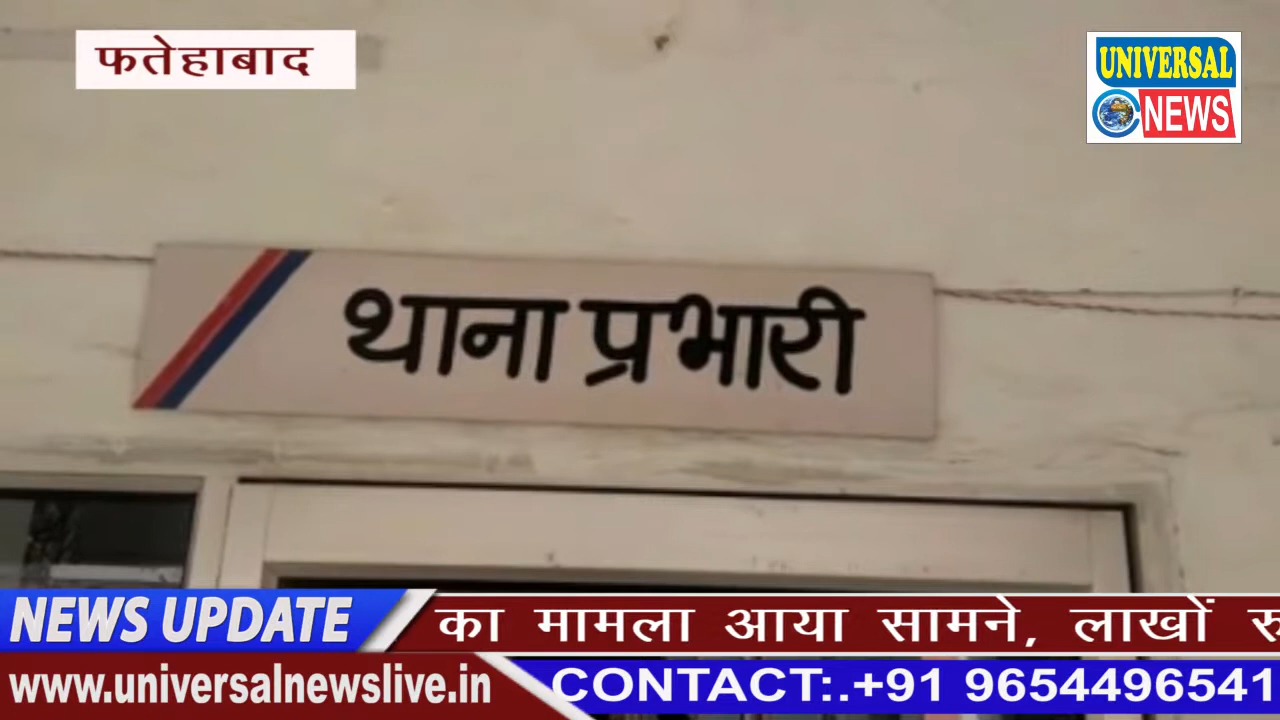 फतेहाबाद
UNIVERSAL
NEWS
थाना प्रभारी
NEWS UPDATE
का मामला आया सामने, लाखों
www.universalnewslive.in
CONTACT:.+91 9654496541